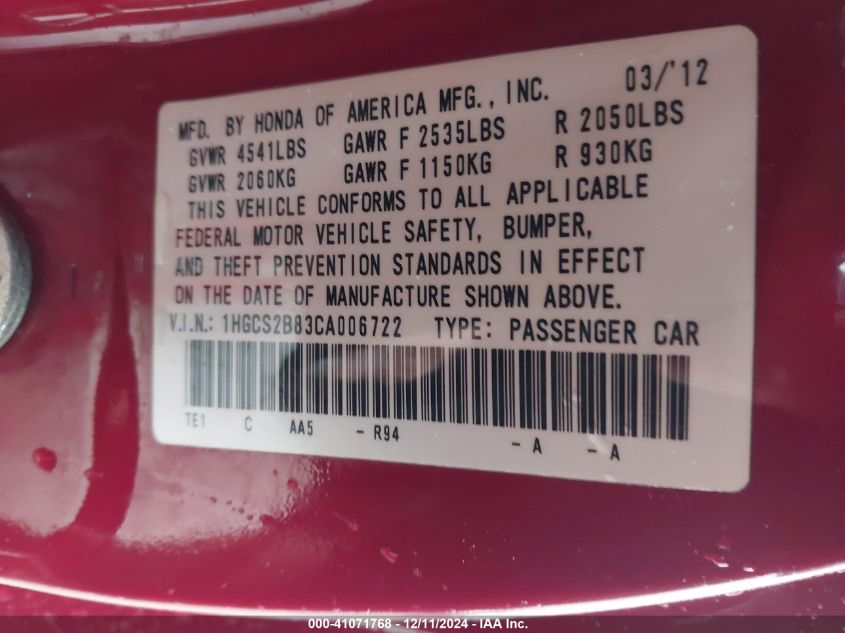 MFD. BY HONDA OF AMERICA MFG., INC. 03/'12
GVWR 4541LBS GAWR F 2535LBS R 2050LBS
GVWR 2060KG GAWR F 1150KG R 930KG
THIS VEHICLE CONFORMS TO ALL APPLICABLE
FEDERAL MOTOR VEHICLE SAFETY, BUMPER,
AND THEFT PREVENTION STANDARDS IN EFFECT
ON THE DATE OF MANUFACTURE SHOWN ABOVE.
V.I.N.: 1HGCS2B83CA006722 TYPE: PASSENGER CAR
TE1 C AA5 - R94 - A - A
000-41071768 - 12/11/2024 - IAA Inc.